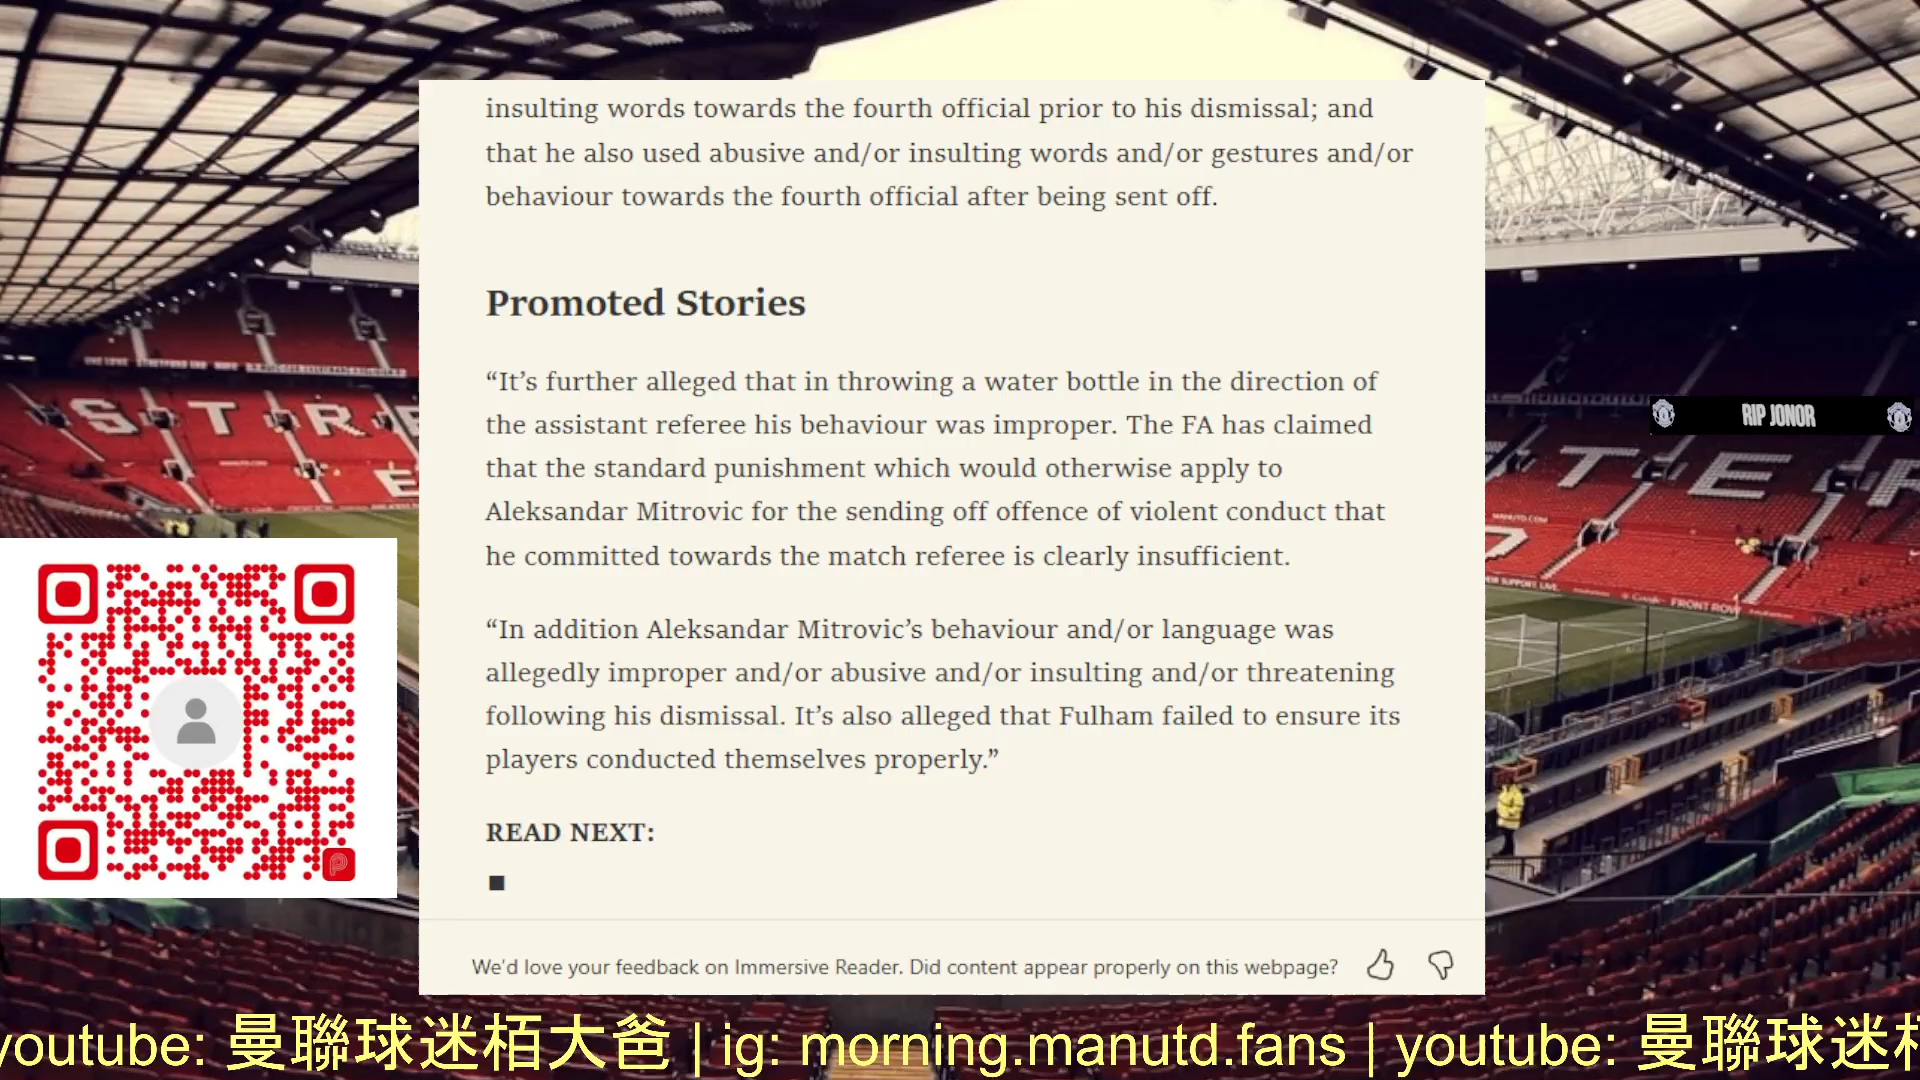 insulting words towards the fourth official prior to his dismissal; and
that he also used abusive and/or insulting words and/or gestures and/or
behaviour towards the fourth official after being sent off.
Promoted Stories
“It’s further alleged that in throwing a water bottle in the direction of
the assistant referee his behaviour was improper. The FA has claimed
that the standard punishment which would otherwise apply to
Aleksandar Mitrovic for the sending off offence of violent conduct that
he committed towards the match referee is clearly insufficient.
“In addition Aleksandar Mitrovic’s behaviour and/or language was
allegedly improper and/or abusive and/or insulting and/or threatening
following his dismissal. It’s also alleged that Fulham failed to ensure its
players conducted themselves properly.”
READ NEXT:
We’d love your feedback on Immersive Reader. Did content appear properly on this webpage?
RIP JONOR
STRE
E
TER
MANUTD.COM
FRONT ROW
youtube: 曼聯球迷栢大爸 | ig: morning.manutd.fans | youtube: 曼聯球迷